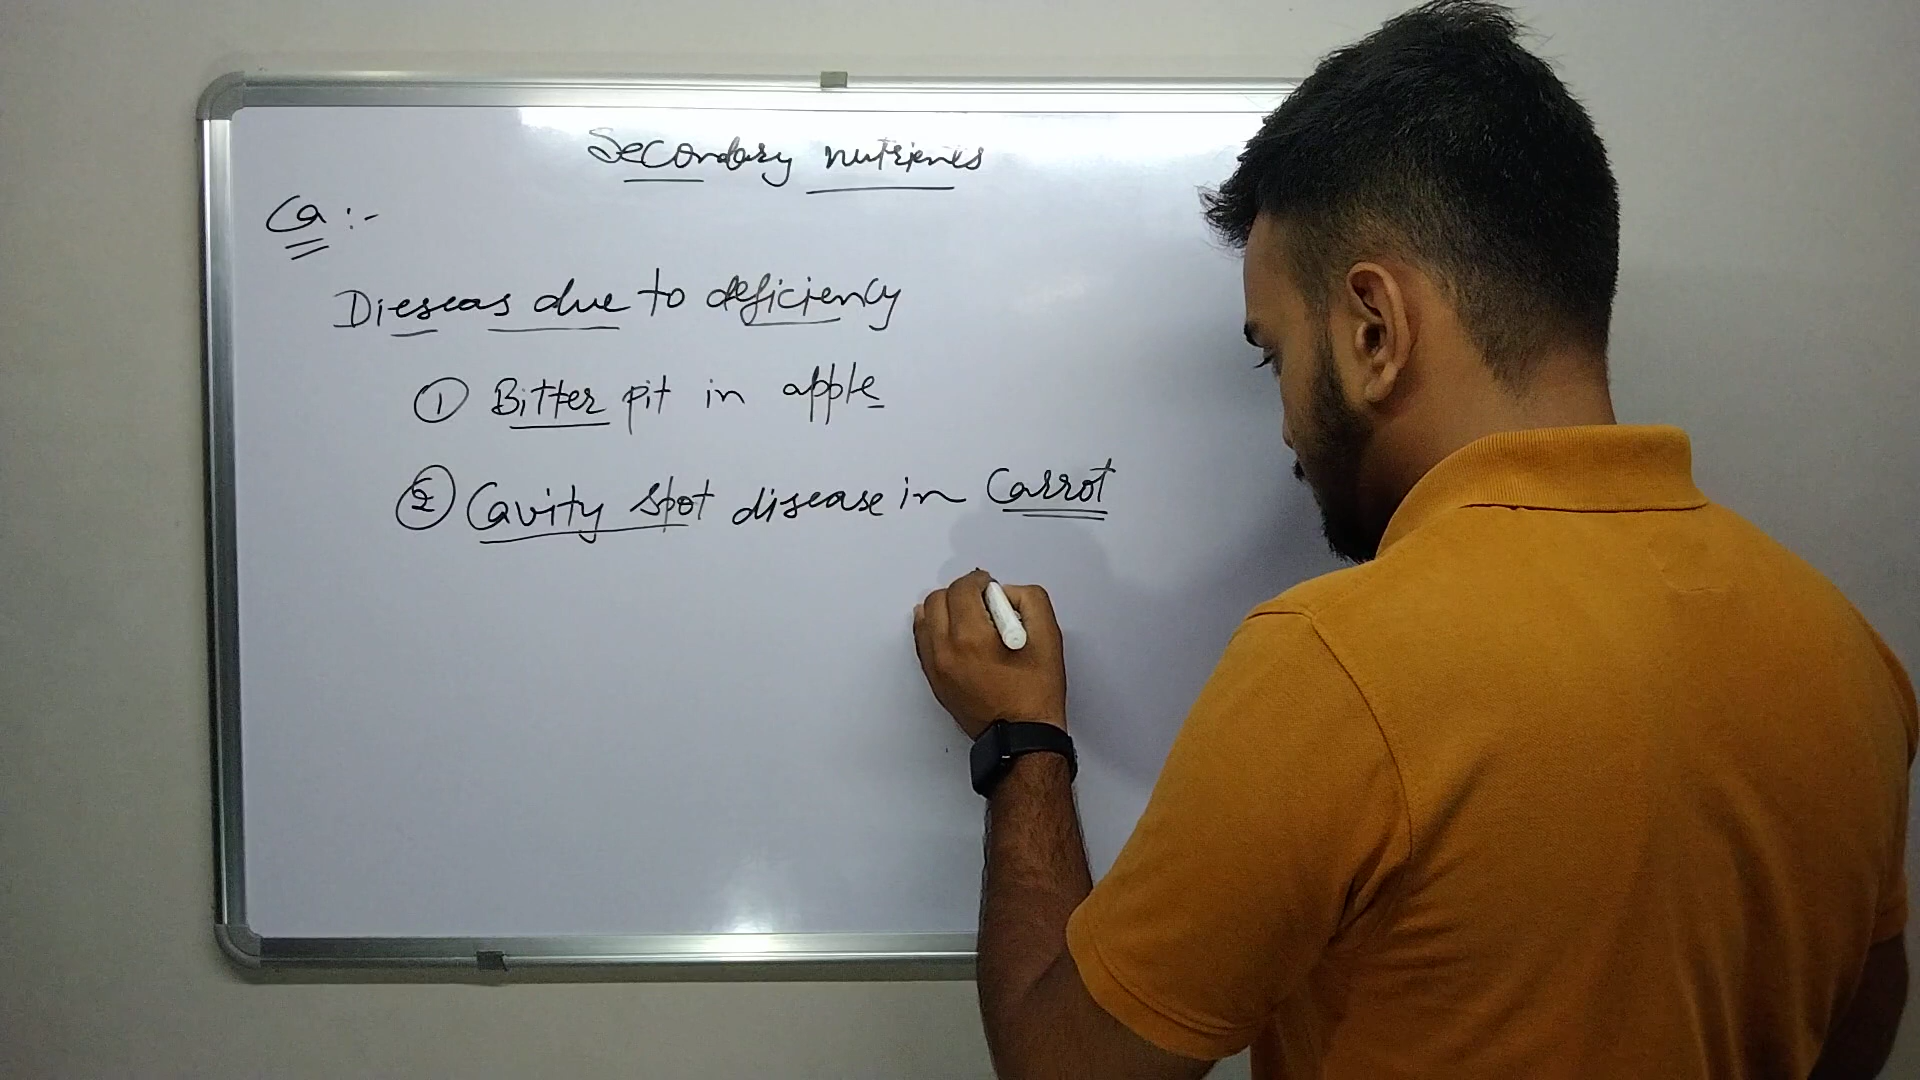 Secondary nutrients
Ca :-
Dieseas due to deficiency
① Bitter pit in apple
② Cavity spot disease in Carrot